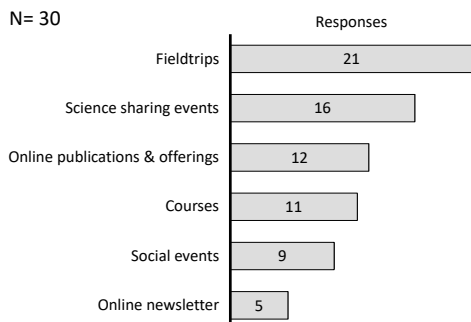 N= 30
Responses
Fieldtrips 21
Science sharing events 16
Online publications & offerings 12
Courses 11
Social events 9
Online newsletter 5